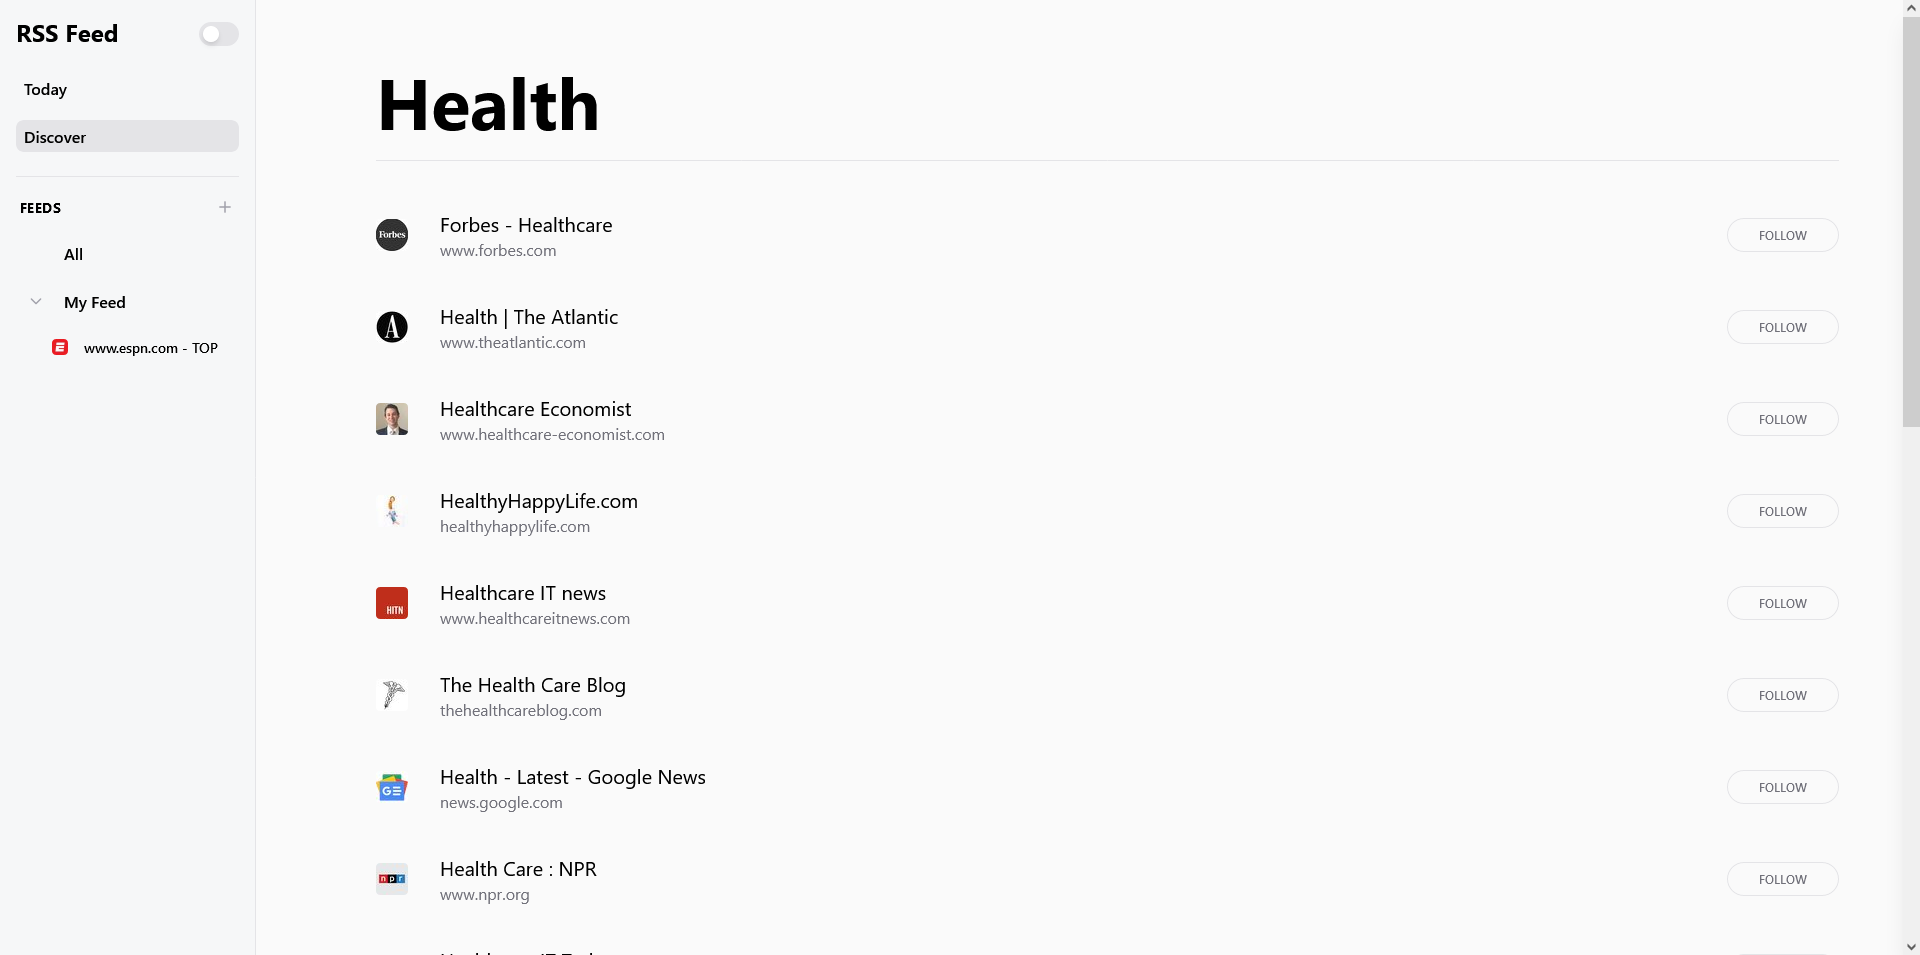 RSS Feed
Today
Discover
FEEDS
All
My Feed
www.espn.com - TOP
Health
Forbes
Forbes - Healthcare
www.forbes.com
FOLLOW
A
Health | The Atlantic
www.theatlantic.com
FOLLOW
Healthcare Economist
www.healthcare-economist.com
FOLLOW
HealthyHappyLife.com
healthyhappylife.com
FOLLOW
HITN
Healthcare IT news
www.healthcareitnews.com
FOLLOW
The Health Care Blog
thehealthcareblog.com
FOLLOW
G
Health - Latest - Google News
news.google.com
FOLLOW
npr
Health Care : NPR
www.npr.org
FOLLOW